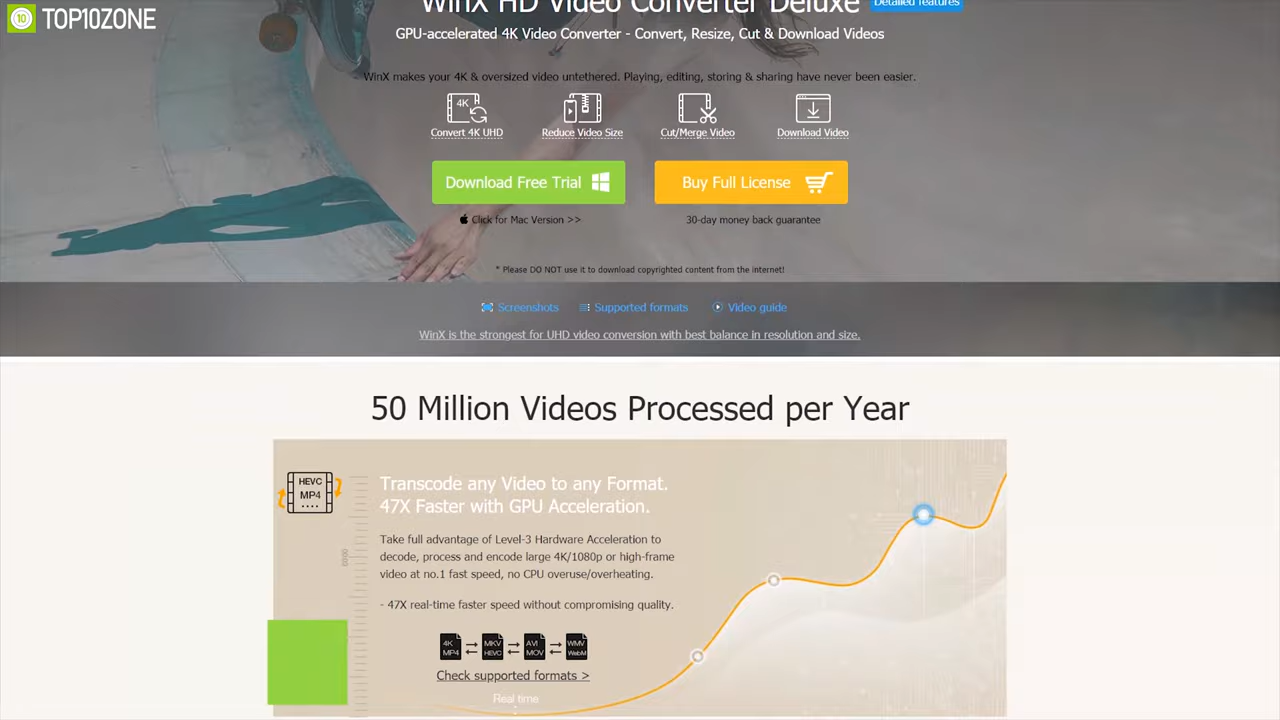 10
TOP10ZONE
WinX HD Video Converter Deluxe
Detailed features
GPU-accelerated 4K Video Converter - Convert, Resize, Cut & Download Videos
WinX makes your 4K & oversized video untethered. Playing, editing, storing & sharing have never been easier.
4K
Convert 4K UHD
Reduce Video Size
Cut/Merge Video
Download Video
Download Free Trial
Buy Full License
Click for Mac Version >>
30-day money back guarantee
* Please DO NOT use it to download copyrighted content from the internet!
Screenshots
Supported formats
Video guide
WinX is the strongest for UHD video conversion with best balance in resolution and size.
50 Million Videos Processed per Year
HEVC
MP4
Transcode any Video to any Format.
47X Faster with GPU Acceleration.
Take full advantage of Level-3 Hardware Acceleration to
decode, process and encode large 4K/1080p or high-frame
video at no.1 fast speed, no CPU overuse/overheating.
- 47X real-time faster speed without compromising quality.
4K
MP4
MKV
HEVC
AVI
MOV
WMV
WebM
Check supported formats >
Real time